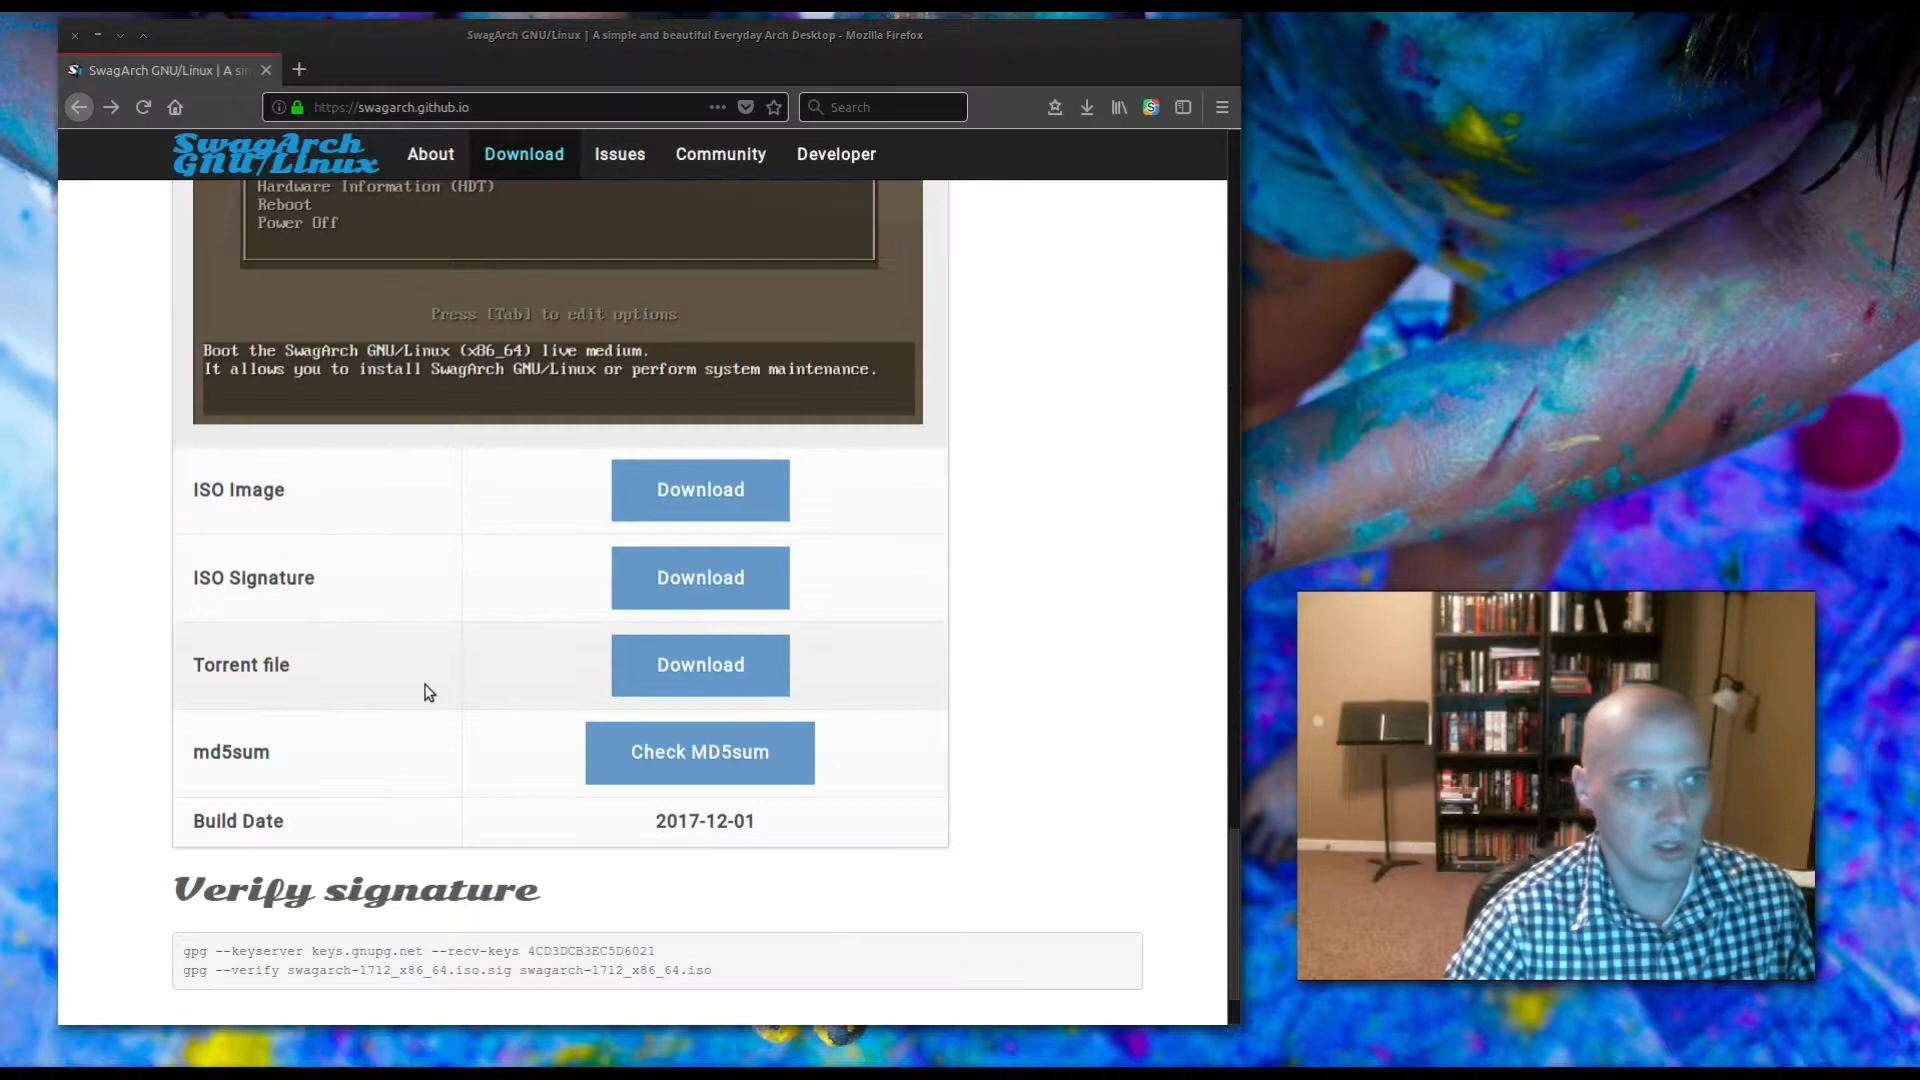 SwagArch GNU/Linux | A simple and beautiful Everyday Arch Desktop - Mozilla Firefox
SwagArch GNU/Linux | A sim
https://swagarch.github.io
Search
SwagArch
GNU/Linux
About
Download
Issues
Community
Developer
Hardware Information (HDT)
Reboot
Power Off
Press [Tab] to edit options
Boot the SwagArch GNU/Linux (x86_64) live medium.
It allows you to install SwagArch GNU/Linux or perform system maintenance.
ISO Image
Download
ISO Signature
Download
Torrent file
Download
md5sum
Check MD5sum
Build Date
2017-12-01
Verify signature
gpg --keyserver keys.gnupg.net --recv-keys 4CD3DCB3EC5D6021
gpg --verify swagarch-1712_x86_64.iso.sig swagarch-1712_x86_64.iso